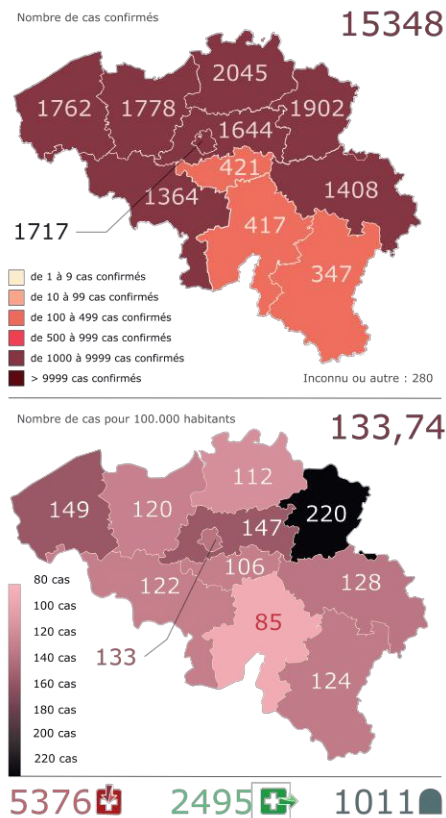 Nombre de cas confirmés
15348
2045
1762
1778
1902
1644
421
1364
1408
1717
417
347
de 1 à 9 cas confirmés
de 10 à 99 cas confirmés
de 100 à 499 cas confirmés
de 500 à 999 cas confirmés
de 1000 à 9999 cas confirmés
> 9999 cas confirmés
Inconnu ou autre : 280
Nombre de cas pour 100.000 habitants
133,74
112
149
120
147
220
106
122
128
85
133
124
80 cas
100 cas
120 cas
140 cas
160 cas
180 cas
200 cas
220 cas
5376
2495
1011